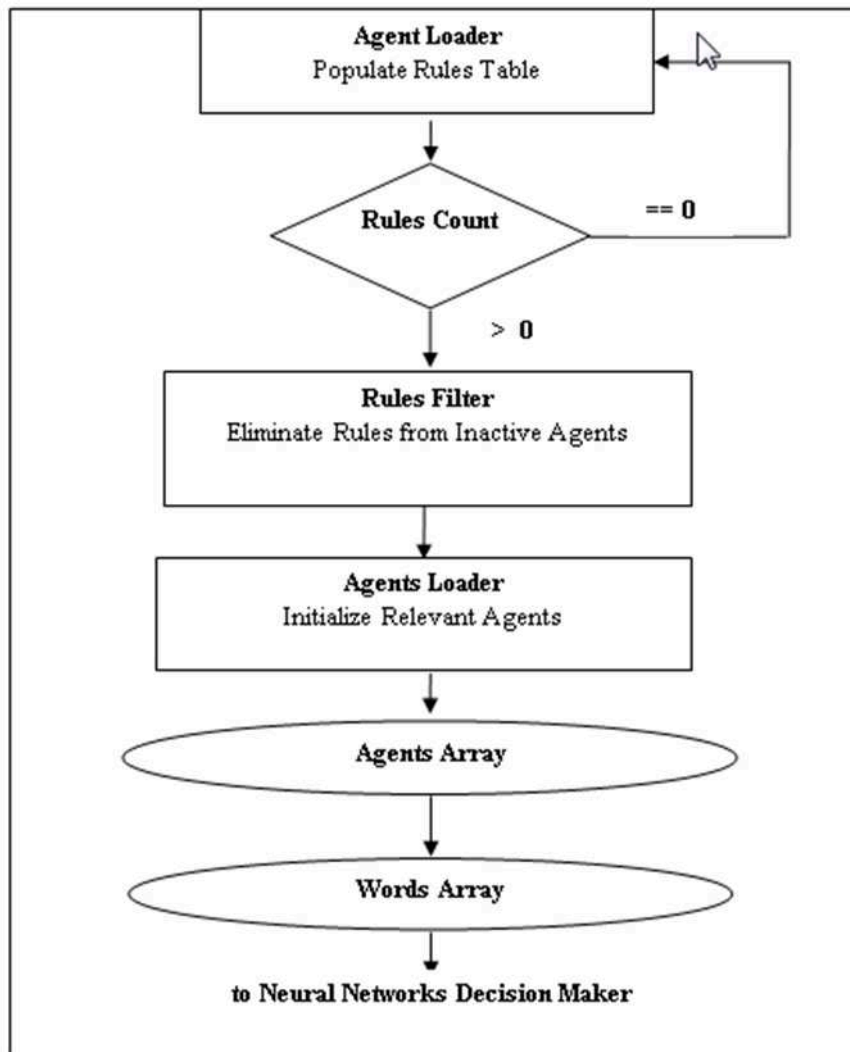 Agent Loader
Populate Rules Table
Rules Count
== 0
> 0
Rules Filter
Eliminate Rules from Inactive Agents
Agents Loader
Initialize Relevant Agents
Agents Array
Words Array
to Neural Networks Decision Maker